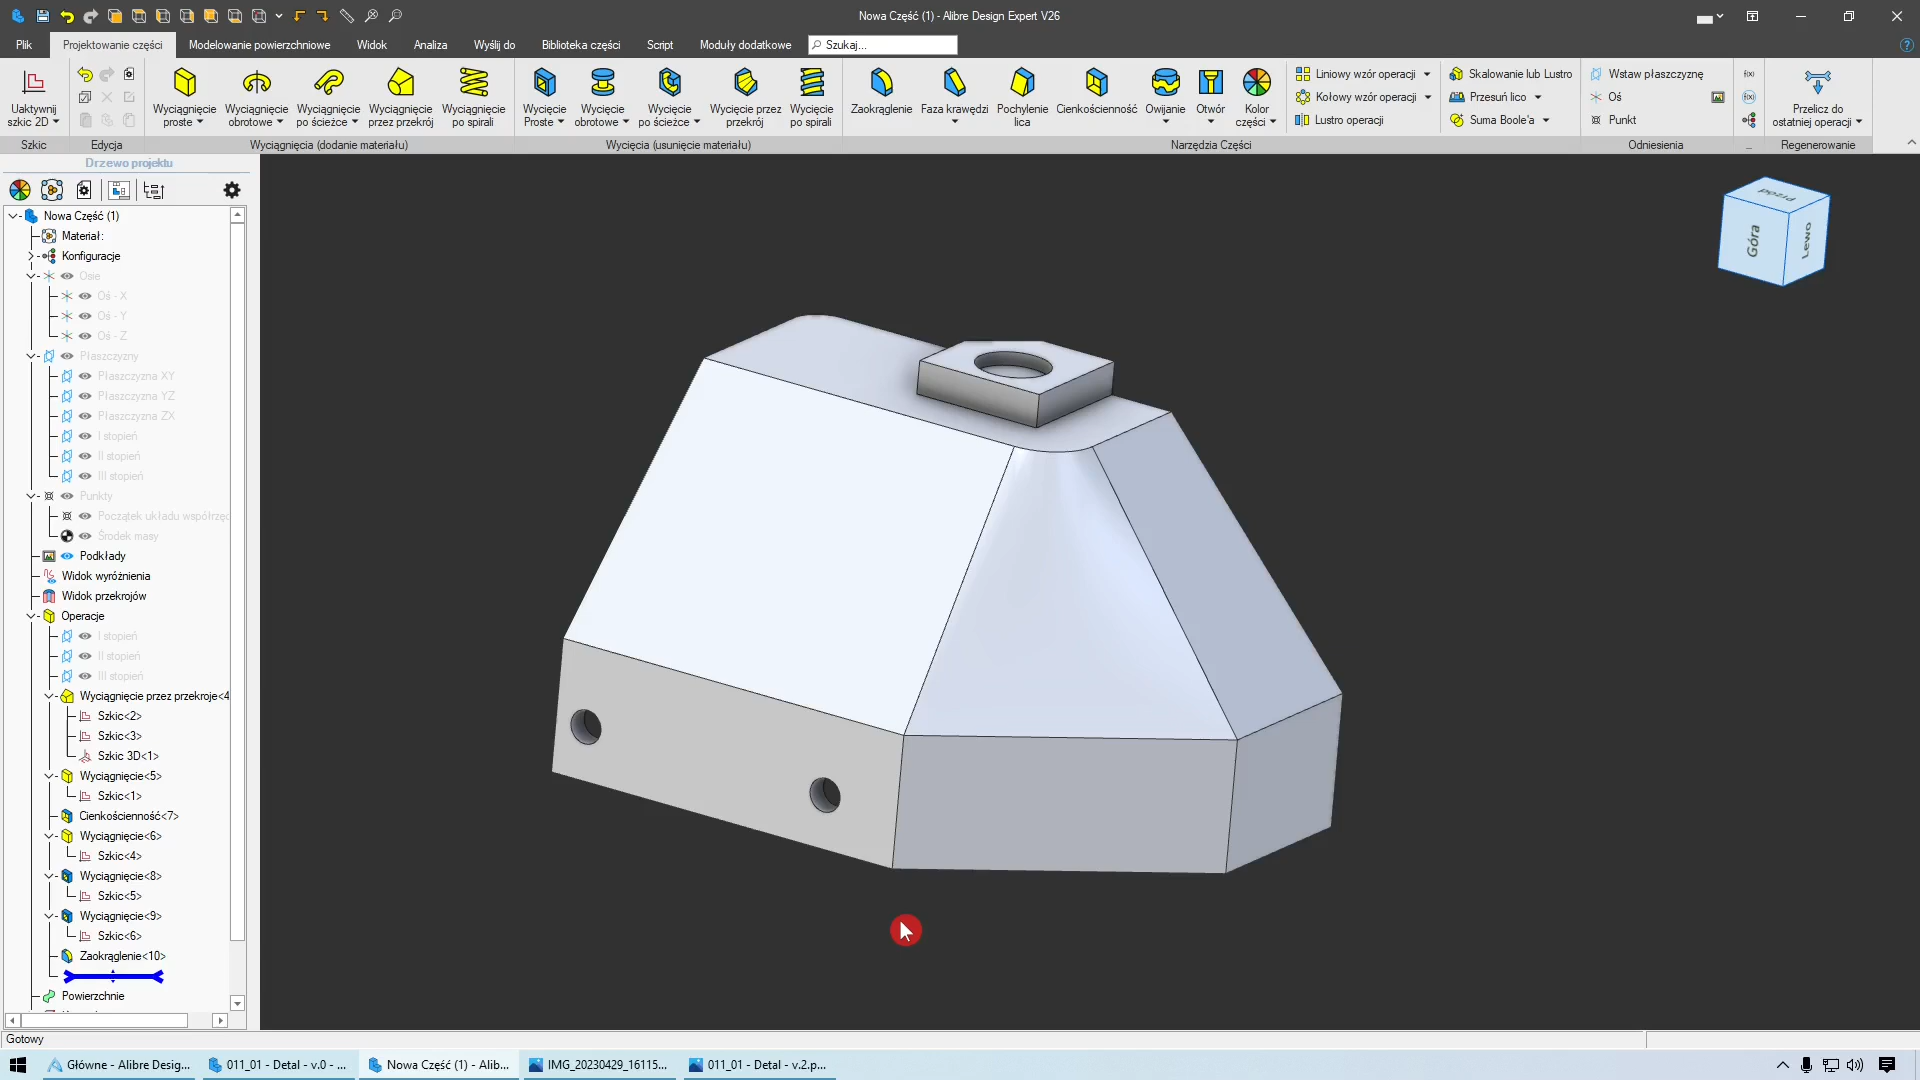 Nowa Część (1) - Alibre Design Expert V26
Plik
Projektowanie części
Modelowanie powierzchniowe
Widok
Analiza
Wyślij do
Biblioteka części
Script
Moduły dodatkowe
Szukaj...
Uaktywnij szkic 2D
Wyciągnięcie proste
Wyciągnięcie obrotowe
Wyciągnięcie po ścieżce
Wyciągnięcie przez przekrój
Wyciągnięcie po spirali
Wycięcie Proste
Wycięcie obrotowe
Wycięcie po ścieżce
Wycięcie przez przekrój
Wycięcie po spirali
Zaokrąglenie
Faza krawędzi
Pochylenie lica
Cienkościenność
Owijanie
Otwór
Kolor części
Liniowy wzór operacji
Kołowy wzór operacji
Lustro operacji
Skalowanie lub Lustro
Przesuń lico
Suma Boole'a
Wstaw płaszczyznę
Oś
Punkt
Przelicz do ostatniej operacji
Szkic
Edycja
Wyciągnięcia (dodanie materiału)
Wycięcia (usunięcie materiału)
Narzędzia Części
Odniesienia
...
Regenerowanie
Drzewo projektu
Nowa Część (1)
Materiał:
Konfiguracje
Osie
Oś - X
Oś - Y
Oś - Z
Płaszczyzny
Płaszczyzna XY
Płaszczyzna YZ
Płaszczyzna ZX
I stopień
II stopień
III stopień
Punkty
Początek układu współrzęd
Środek masy
Podkłady
Widok wyróżnienia
Widok przekrojów
Operacje
I stopień
II stopień
III stopień
Wyciągnięcie przez przekroje<4
Szkic<2>
Szkic<3>
Szkic 3D<1>
Wyciągnięcie<5>
Szkic<1>
Cienkościenność<7>
Wyciągnięcie<6>
Szkic<4>
Wyciągnięcie<8>
Szkic<5>
Wyciągnięcie<9>
Szkic<6>
Zaokrąglenie<10>
Powierzchnie
Przód
Góra
Lewo
Gotowy
Główne - Alibre Desig...
011_01 - Detal - v.0 - ...
Nowa Część (1) - Alib...
IMG_20230429_16115...
011_01 - Detal - v.2.p...